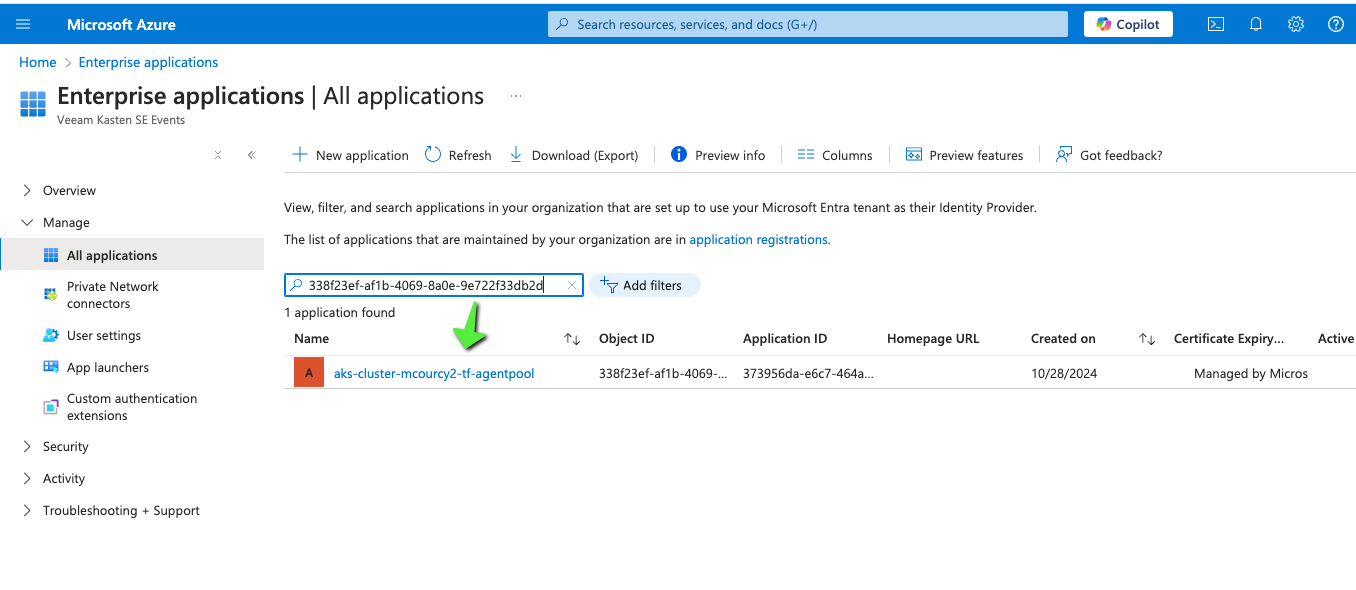 Microsoft Azure
Search resources, services, and docs (G+/)
Copilot
Home > Enterprise applications
Enterprise applications | All applications ...
Veeam Kasten SE Events
New application
Refresh
Download (Export)
Preview info
Columns
Preview features
Got feedback?
Overview
Manage
All applications
Private Network
connectors
User settings
App launchers
Custom authentication
extensions
Security
Activity
Troubleshooting + Support
View, filter, and search applications in your organization that are set up to use your Microsoft Entra tenant as their Identity Provider.
The list of applications that are maintained by your organization are in application registrations.
338f23ef-af1b-4069-8a0e-9e722f33db2d
Add filters
1 application found
Name Object ID Application ID Homepage URL Created on Certificate Expiry... Active
A aks-cluster-mcourcy2-tf-agentpool 338f23ef-af1b-4069-... 373956da-e6c7-464a... 10/28/2024 Managed by Micros